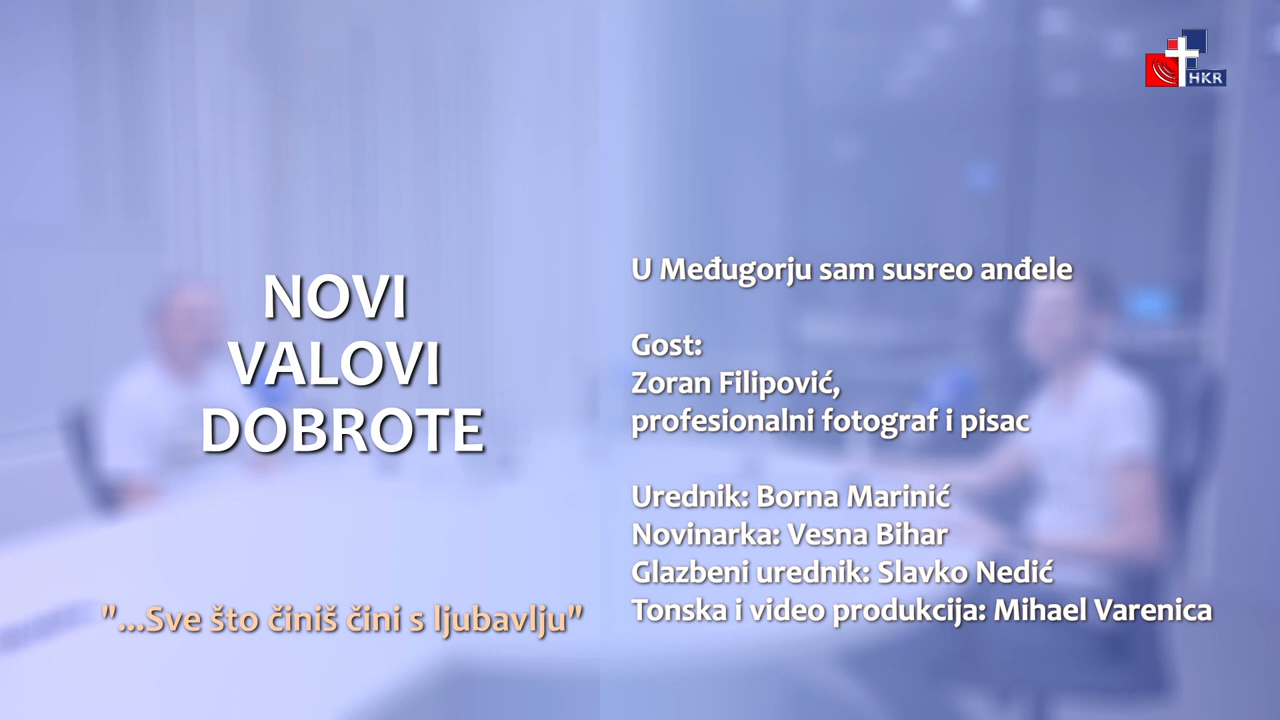 HKR
NOVI
VALOVI
DOBROTE
"...Sve što činiš čini s ljubavlju"
U Međugorju sam susreo anđele
Gost:
Zoran Filipović,
profesionalni fotograf i pisac
Urednik: Borna Marinić
Novinarka: Vesna Bihar
Glazbeni urednik: Slavko Nedić
Tonska i video produkcija: Mihael Varenica